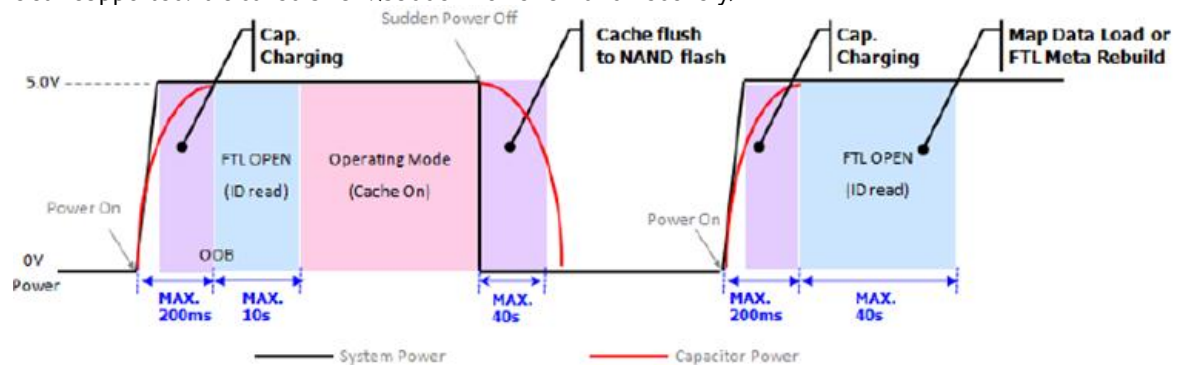 Sudden Power Off
Cap.
Charging
Cache flush
to NAND flash
Cap.
Charging
Map Data Load or
FTL Meta Rebuild
5.0V
FTL OPEN
(ID read)
Operating Mode
(Cache On)
FTL OPEN
(ID read)
Power On
Power On
OOB
0V
Power
MAX.
200ms
MAX.
10s
MAX.
40s
MAX.
200ms
MAX.
40s
System Power
Capacitor Power